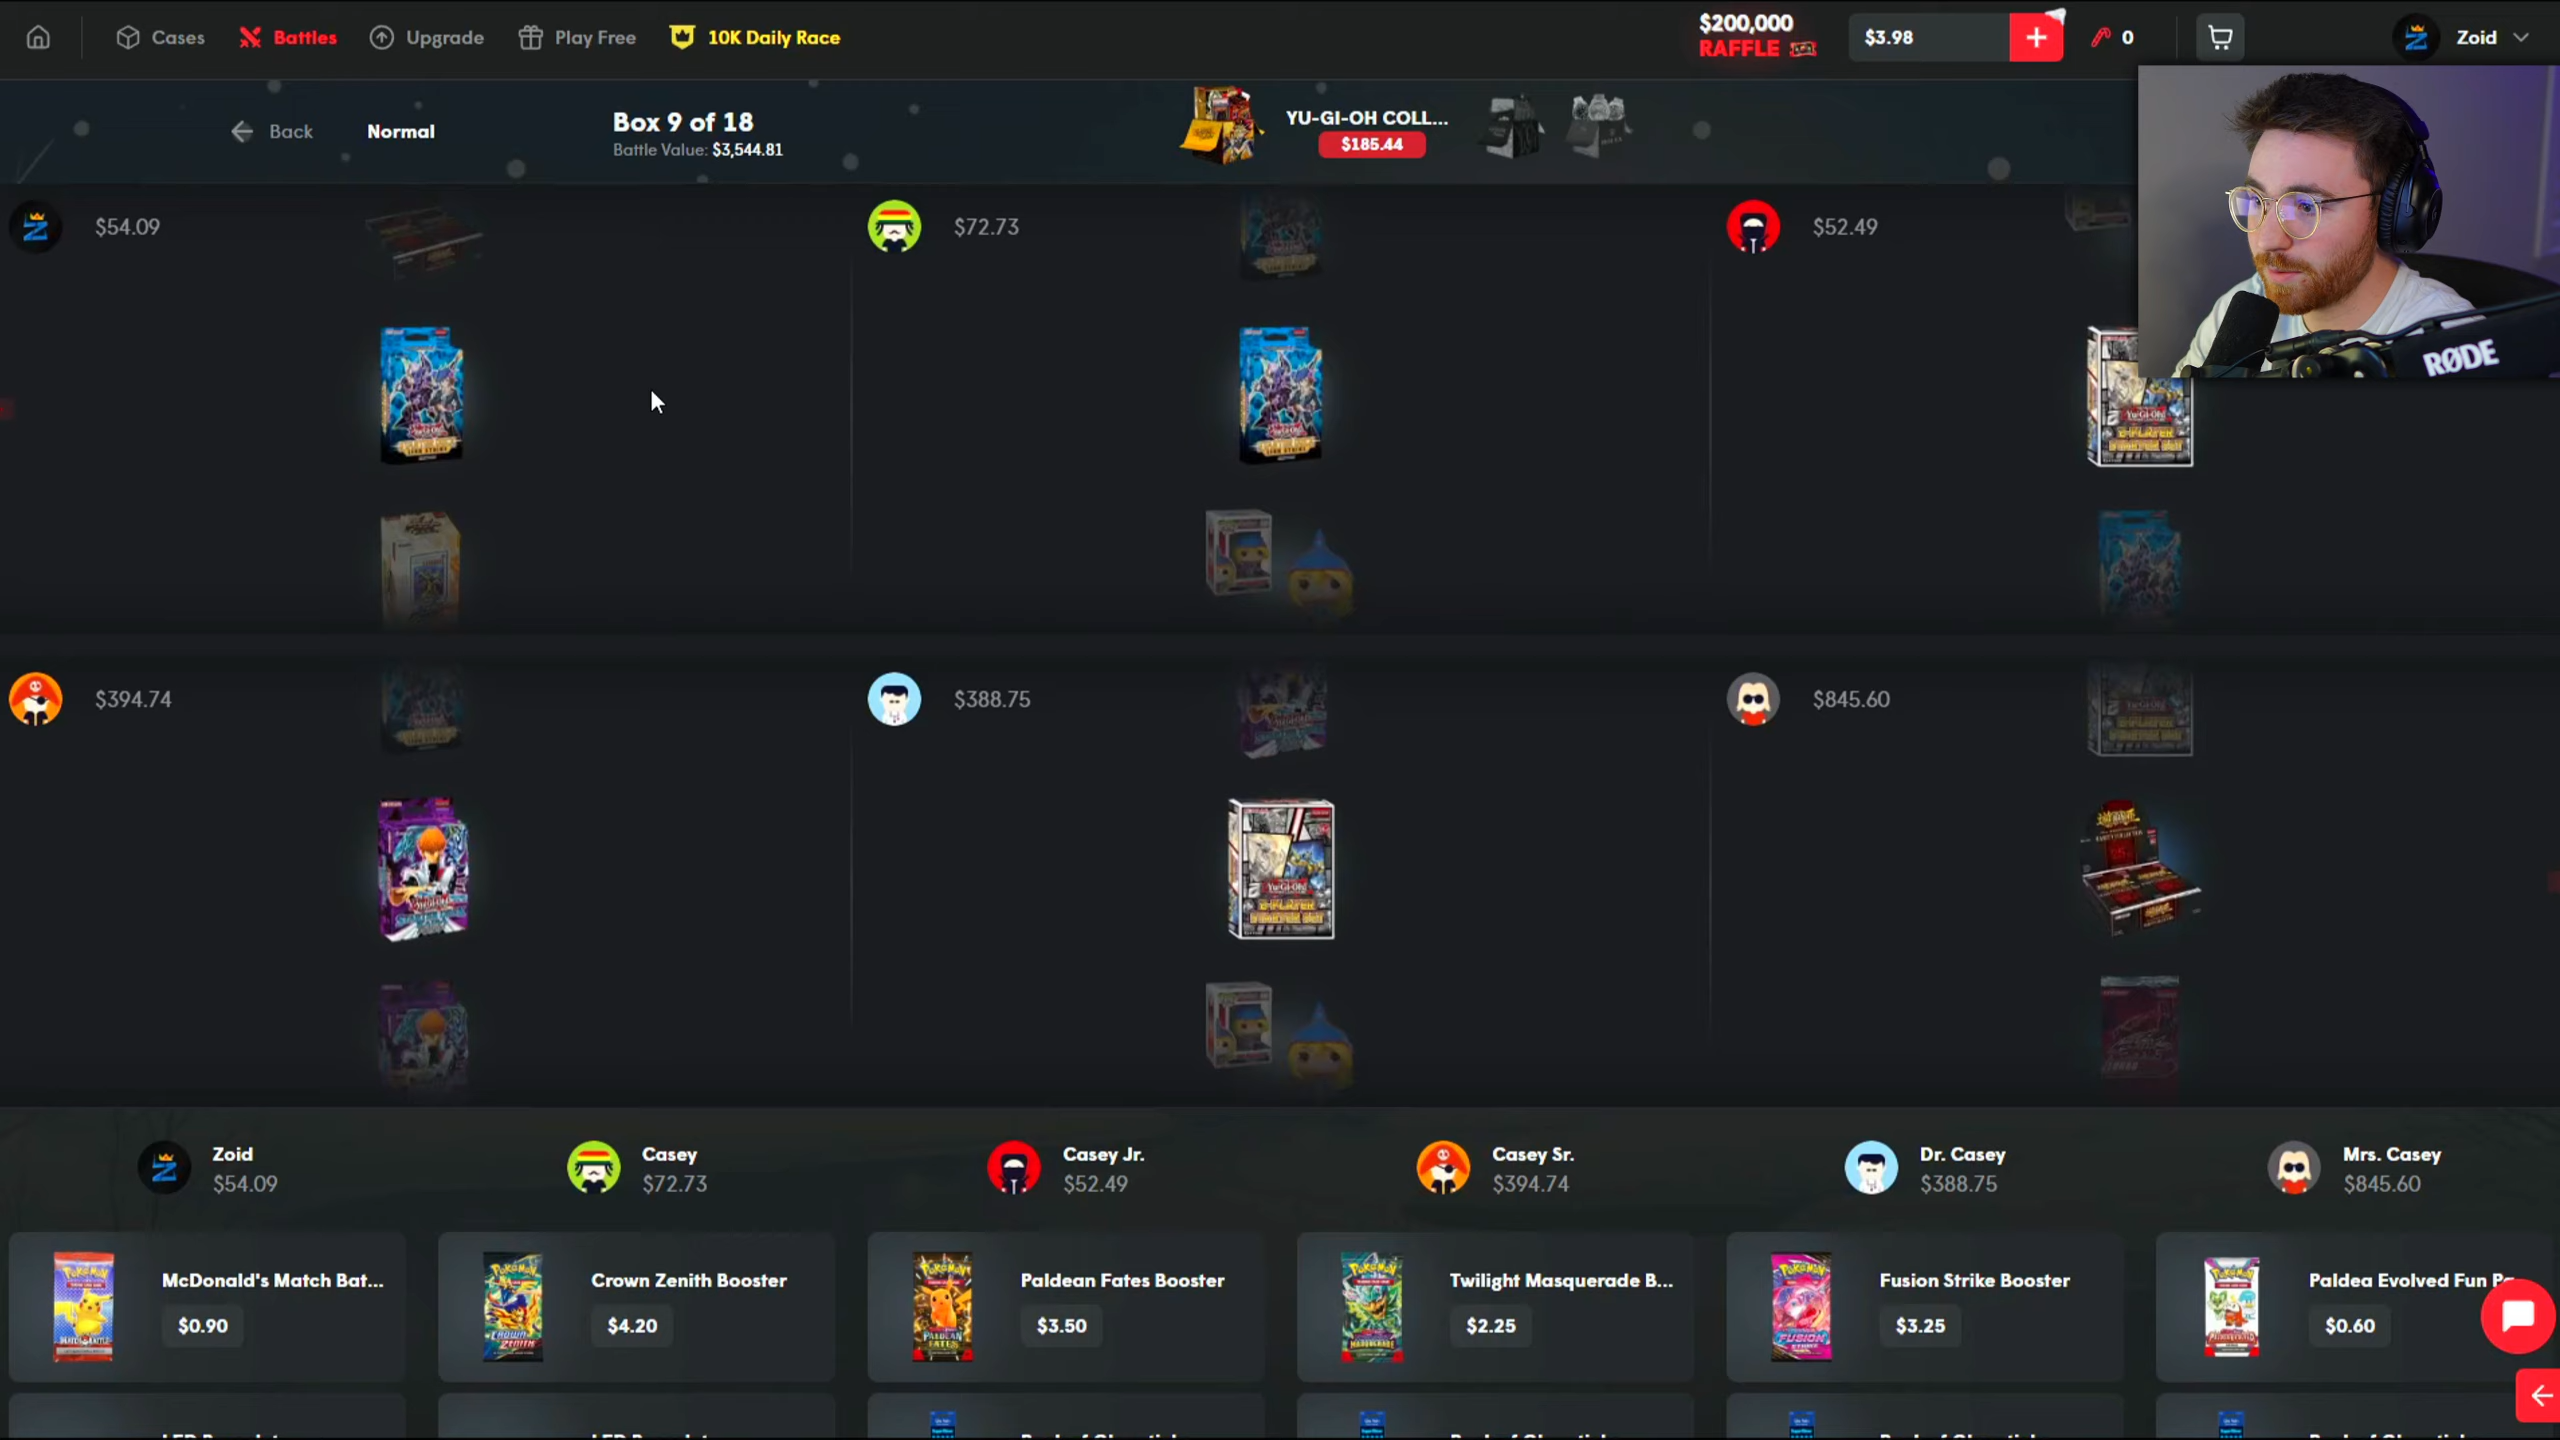 Cases
Battles
Upgrade
Play Free
10K Daily Race
$200,000
RAFFLE
$3.98
0
Zoid
Back
Normal
Box 9 of 18
Battle Value: $3,544.81
YU-GI-OH COLL...
$185.44
RØDE
$54.09
$72.73
$52.49
$394.74
$388.75
$845.60
Zoid
$54.09
Casey
$72.73
Casey Jr.
$52.49
Casey Sr.
$394.74
Dr. Casey
$388.75
Mrs. Casey
$845.60
McDonald's Match Bat...
$0.90
Crown Zenith Booster
$4.20
Paldean Fates Booster
$3.50
Twilight Masquerade B...
$2.25
Fusion Strike Booster
$3.25
Paldea Evolved Fun
$0.60